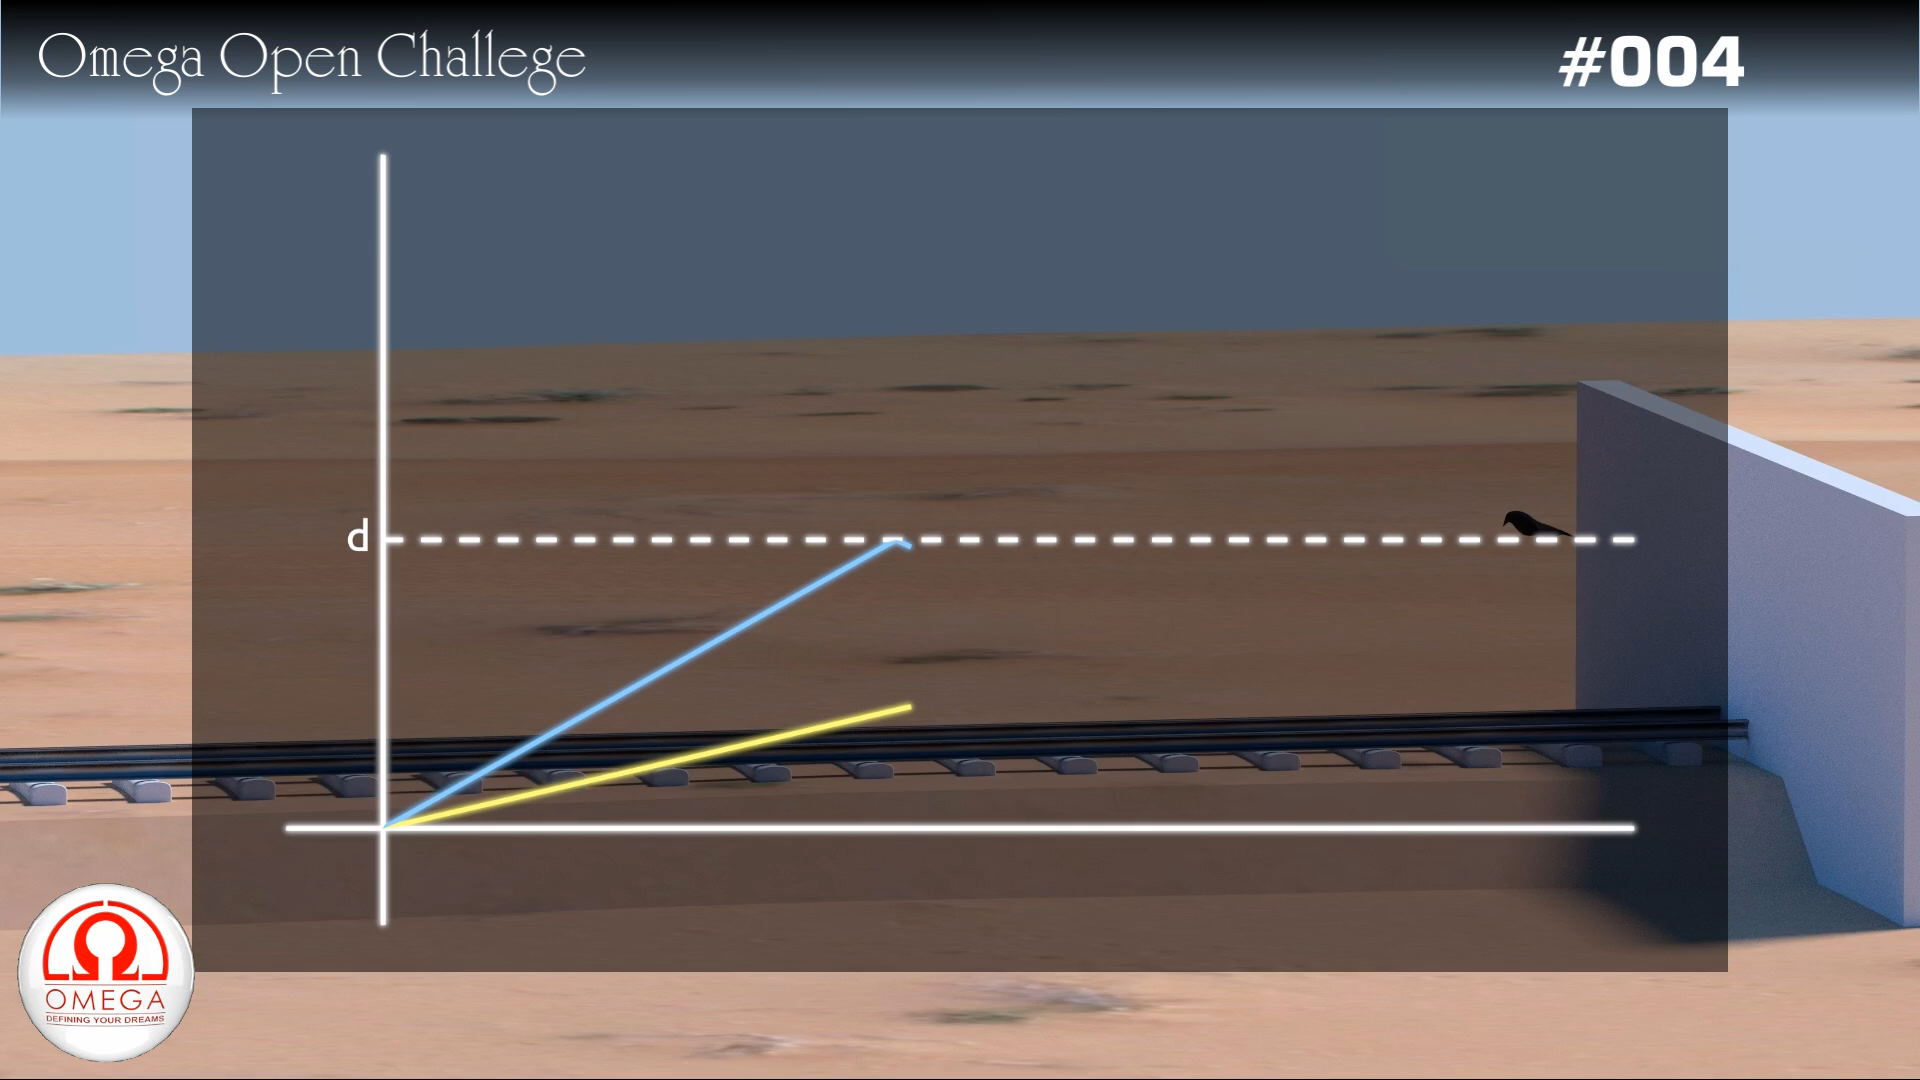 Omega Open Challege
#004
d
OMEGA
DEFINING YOUR DREAMS